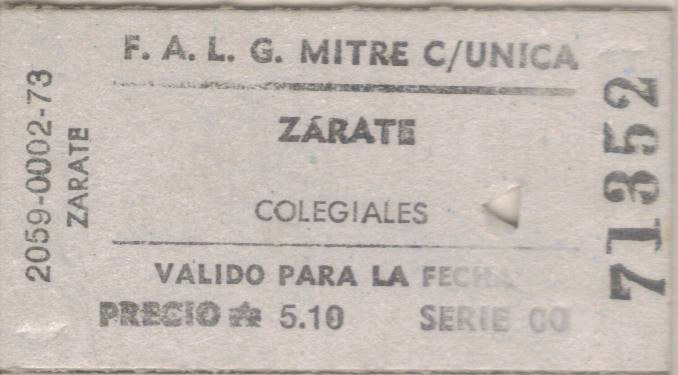 F. A. L. G. MITRE C/UNICA
ZÁRATE
COLEGIALES
VALIDO PARA LA FECHA
PRECIO 5.10 SERIE 00
2059-0002-73
ZARATE
71352